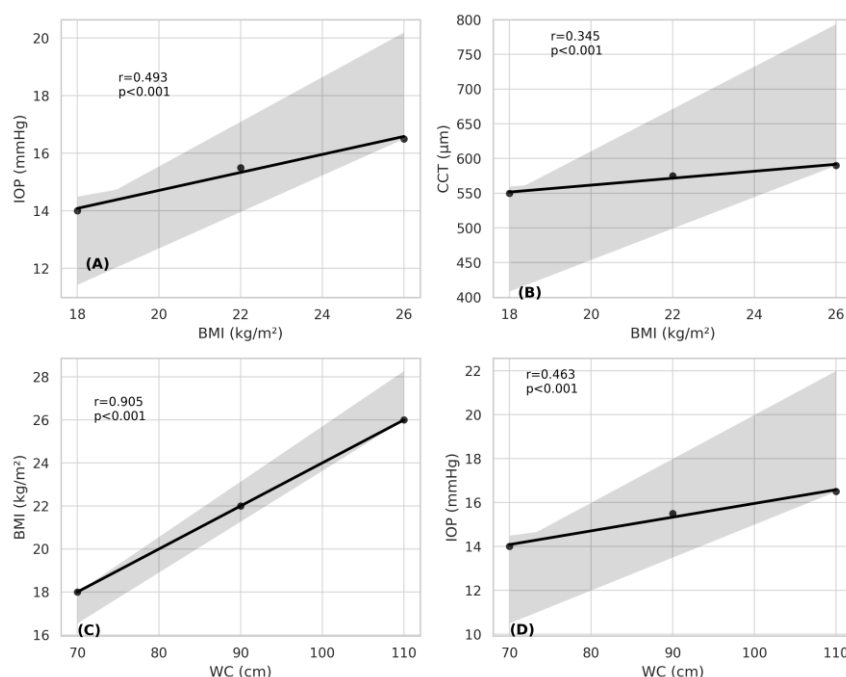 20
18
16
14
12
IOP (mmHg)
r=0.493
p<0.001
(A)
18 20 22 24 26
BMI (kg/m²)
800
750
700
650
600
550
500
450
400
CCT (μm)
r=0.345
p<0.001
(B)
18 20 22 24 26
BMI (kg/m²)
28
26
24
22
20
18
16
BMI (kg/m²)
r=0.905
p<0.001
(C)
70 80 90 100 110
WC (cm)
22
20
18
16
14
12
10
IOP (mmHg)
r=0.463
p<0.001
(D)
70 80 90 100 110
WC (cm)